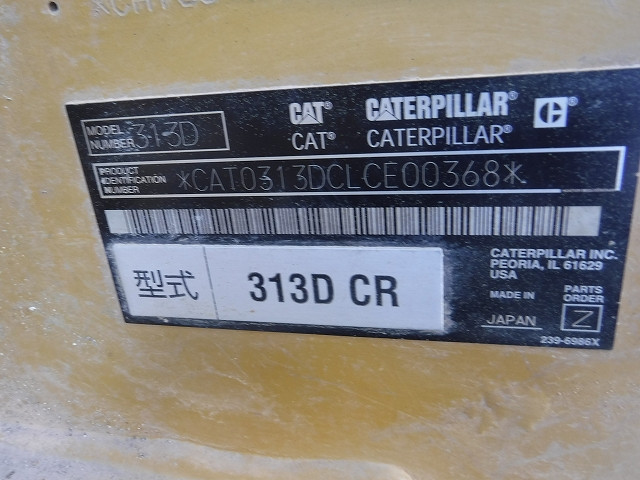 MODEL NUMBER 313D
CAT CATERPILLAR C
CAT® CATERPILLAR®
PRODUCT IDENTIFICATION NUMBER *CAT0313DCLCE00368*
型式 313D CR
CATERPILLAR INC.
PEORIA, IL 61629
USA
MADE IN JAPAN
PARTS ORDER Z
239-6986X